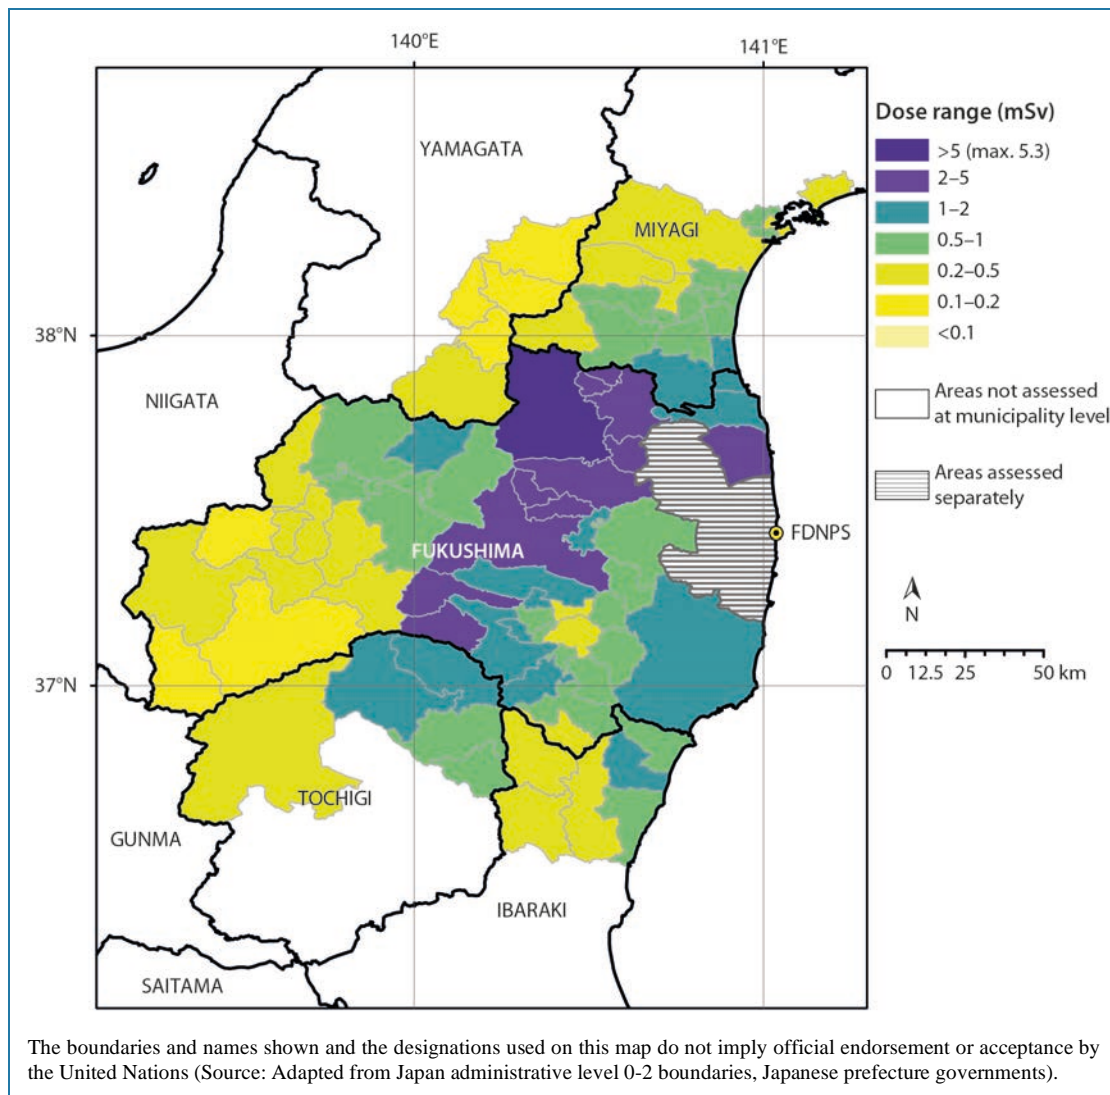 140°E
141°E
Dose range (mSv)
>5 (max. 5.3)
2–5
1–2
0.5–1
0.2–0.5
0.1–0.2
<0.1
Areas not assessed
at municipality level
Areas assessed
separately
YAMAGATA
MIYAGI
38°N
NIIGATA
FUKUSHIMA
FDNPS
N
0 12.5 25 50 km
37°N
TOCHIGI
GUNMA
IBARAKI
SAITAMA
The boundaries and names shown and the designations used on this map do not imply official endorsement or acceptance by
the United Nations (Source: Adapted from Japan administrative level 0-2 boundaries, Japanese prefecture governments).